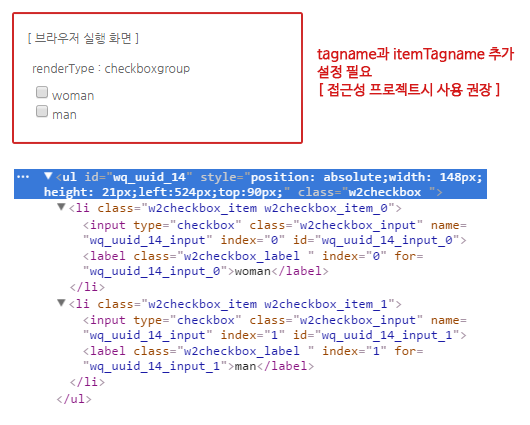 [ 브라우저 실행 화면 ]
renderType : checkboxgroup
woman
man
tagname과 itemTagname 추가
설정 필요
[ 접근성 프로젝트시 사용 권장 ]
… ▼<ul id="wq_uuid_14" style="position: absolute;width: 148px;
height: 21px;left:524px;top:90px;" class="w2checkbox ">
▼<li class="w2checkbox_item w2checkbox_item_0">
<input type="checkbox" class="w2checkbox_input" name=
"wq_uuid_14_input" index="0" id="wq_uuid_14_input_0">
<label class="w2checkbox_label " index="0" for=
"wq_uuid_14_input_0">woman</label>
</li>
▼<li class="w2checkbox_item w2checkbox_item_1">
<input type="checkbox" class="w2checkbox_input" name=
"wq_uuid_14_input" index="1" id="wq_uuid_14_input_1">
<label class="w2checkbox_label " index="1" for=
"wq_uuid_14_input_1">man</label>
</li>
</ul>